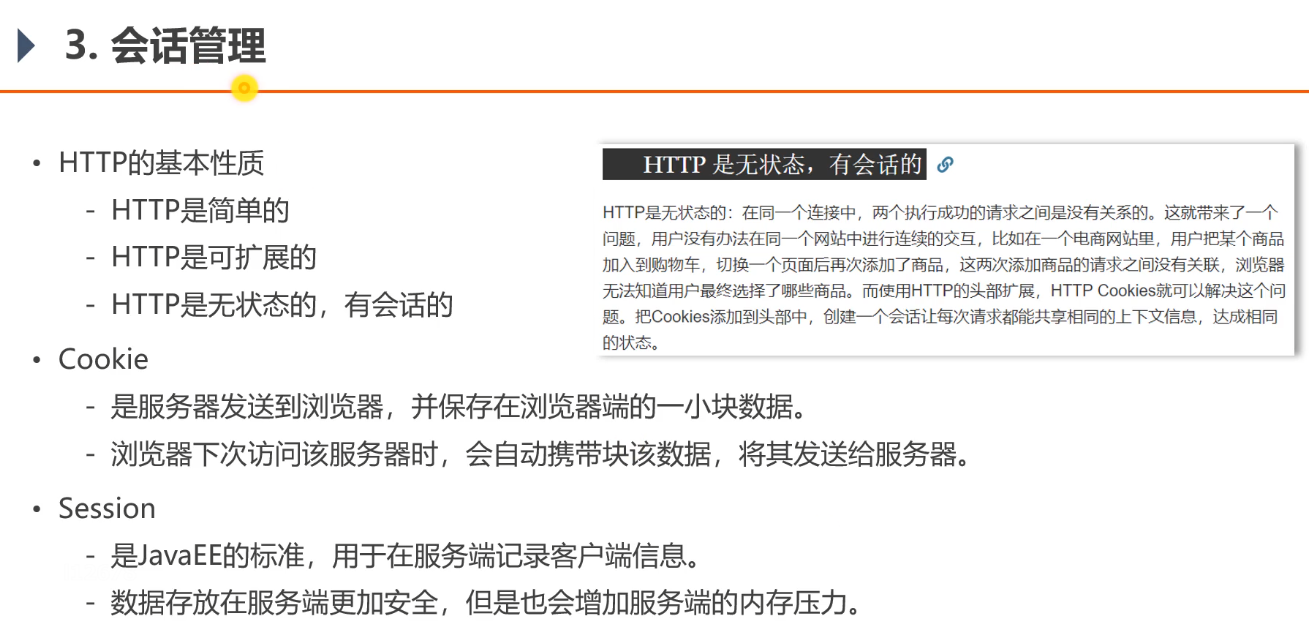 3. 会话管理
• HTTP的基本性质
- HTTP是简单的
- HTTP是可扩展的
- HTTP是无状态的，有会话的
HTTP 是无状态，有会话的
HTTP是无状态的：在同一个连接中，两个执行成功的请求之间是没有关系的。这就带来了一个
问题，用户没有办法在同一个网站中进行连续的交互，比如在一个电商网站里，用户把某个商品
加入到购物车，切换一个页面后再次添加了商品，这两次添加商品的请求之间没有关联，浏览器
无法知道用户最终选择了哪些商品。而使用HTTP的头部扩展，HTTP Cookies就可以解决这个问
题。把Cookies添加到头部中，创建一个会话让每次请求都能共享相同的上下文信息，达成相同
的状态。
• Cookie
- 是服务器发送到浏览器，并保存在浏览器端的一小块数据。
- 浏览器下次访问该服务器时，会自动携带块该数据，将其发送给服务器。
• Session
- 是JavaEE的标准，用于在服务端记录客户端信息。
- 数据存放在服务端更加安全，但是也会增加服务端的内存压力。